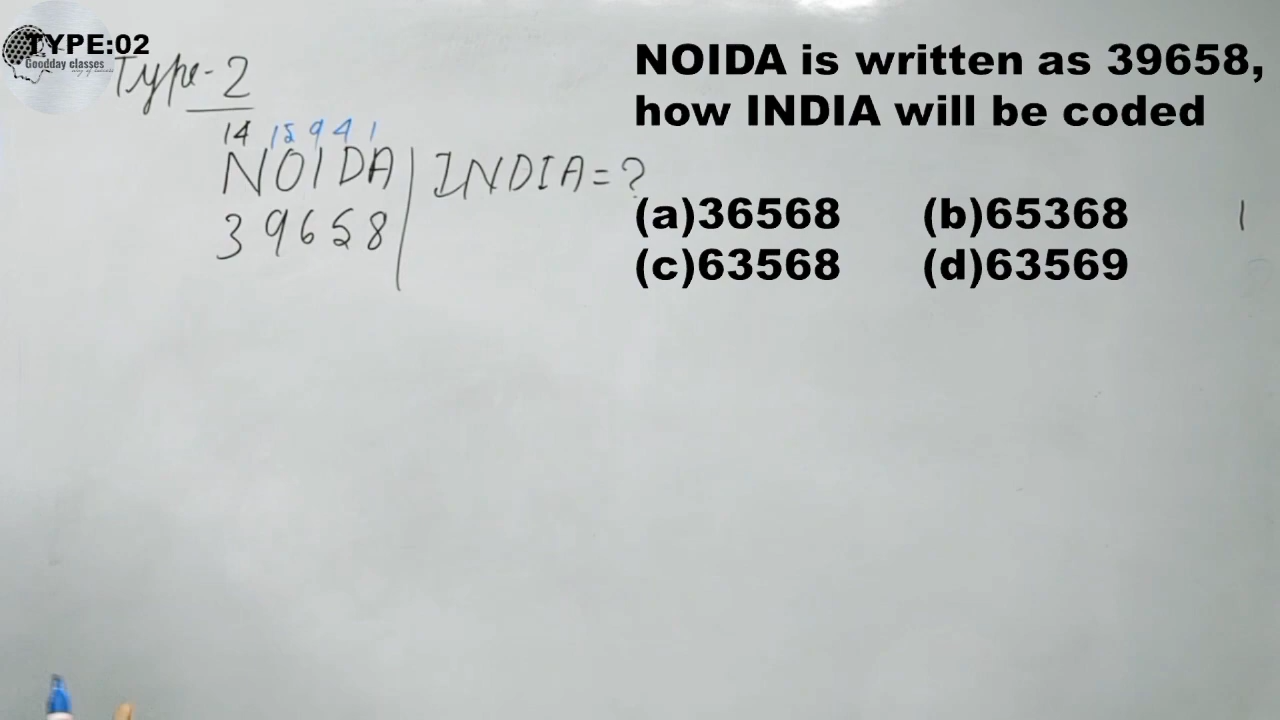 TYPE:02
Goodday classes
Type-2
14 15 9 4 1
NOIDA | INDIA = ?
39658
NOIDA is written as 39658,
how INDIA will be coded
(a)36568 (b)65368
(c)63568 (d)63569